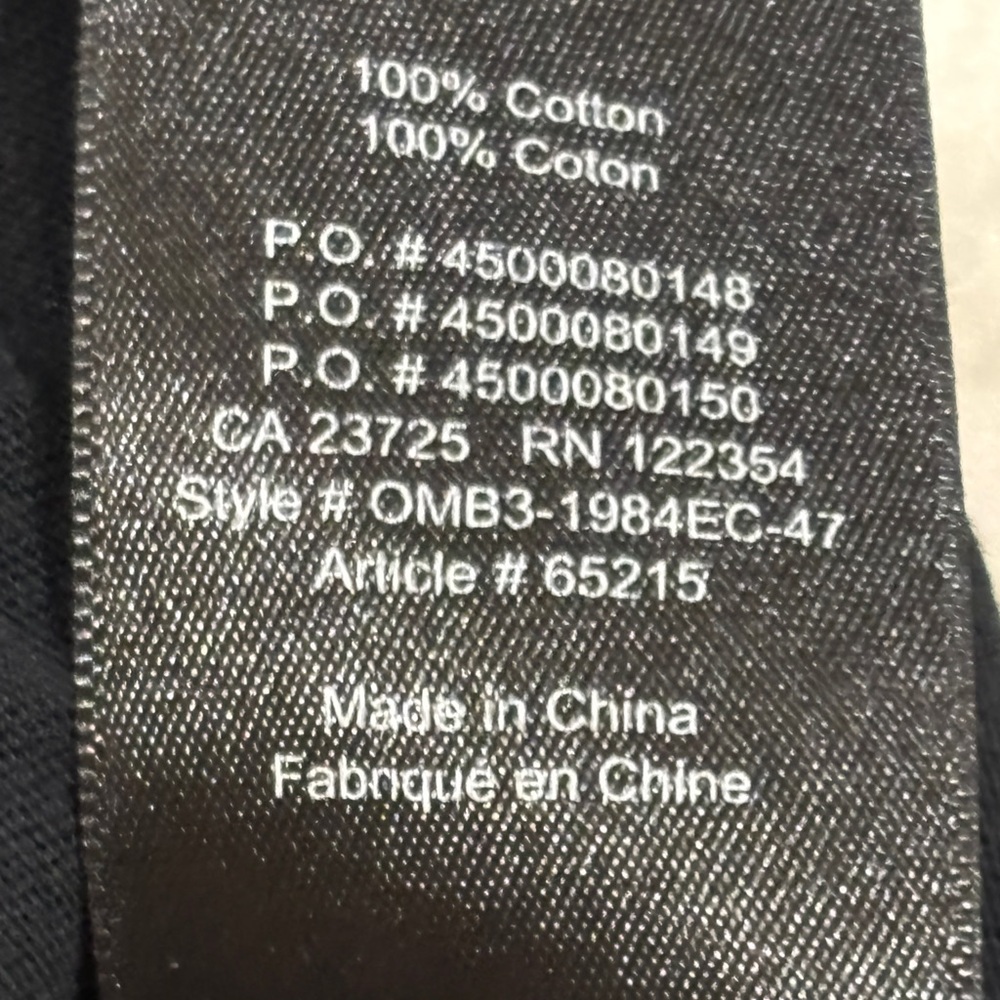 100% Cotton
100% Coton
P.O. # 4500080148
P.O. # 4500080149
P.O. # 4500080150
CA 23725 RN 122354
Style # OMB3-1984EC-47
Article # 65215
Made in China
Fabriqué en Chine